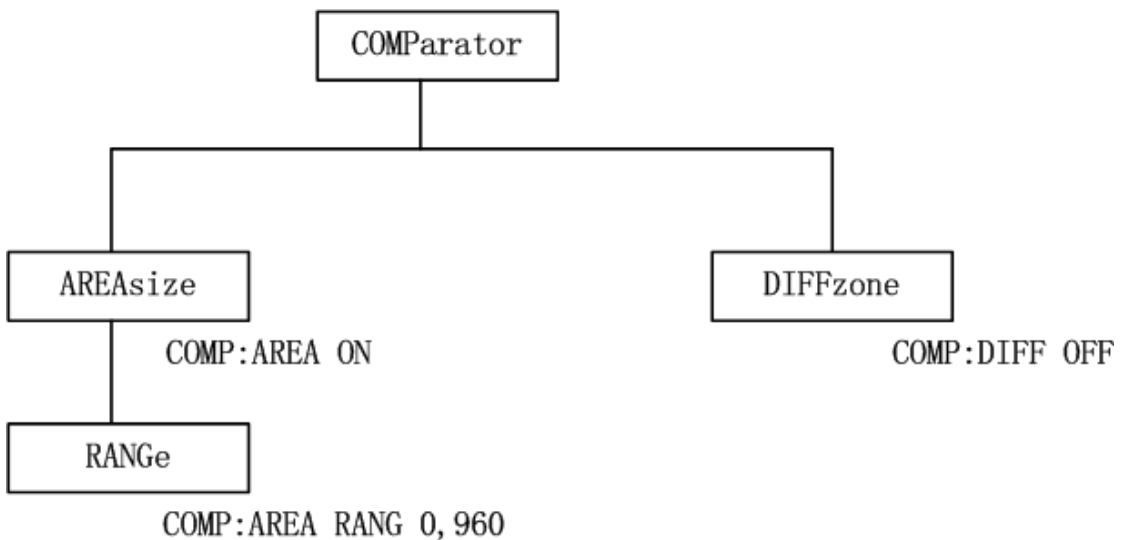 COMParator
AREAsize
DIFFzone
COMP:AREA ON
COMP:DIFF OFF
RANGe
COMP:AREA RANG 0,960